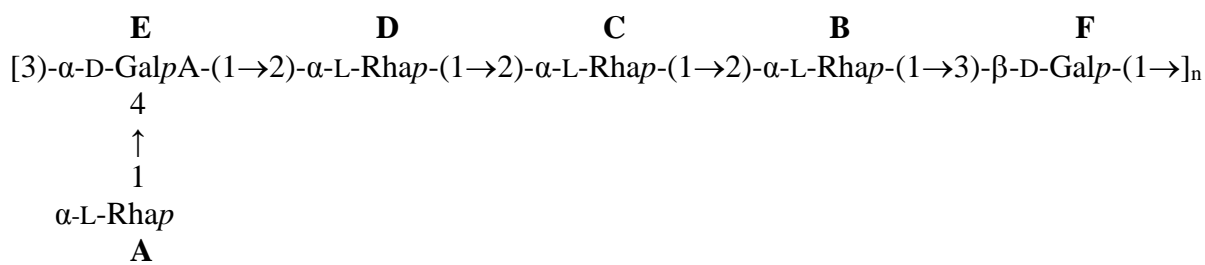 E D C B F
[3)-α-D-GalpA-(1→2)-α-L-Rhap-(1→2)-α-L-Rhap-(1→2)-α-L-Rhap-(1→3)-β-D-Galp-(1→]n
4
↑
1
α-L-Rhap
A